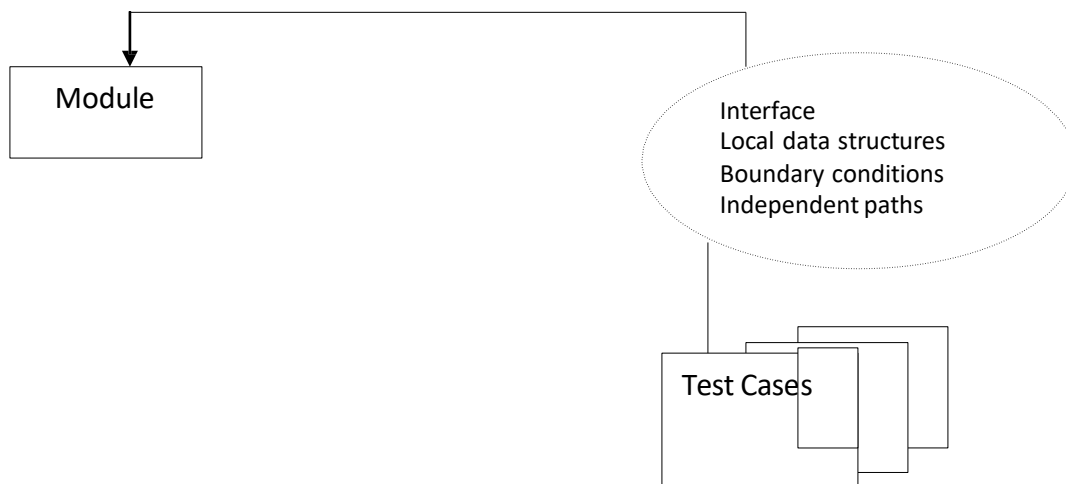 Module
Interface
Local data structures
Boundary conditions
Independent paths
Test Cases